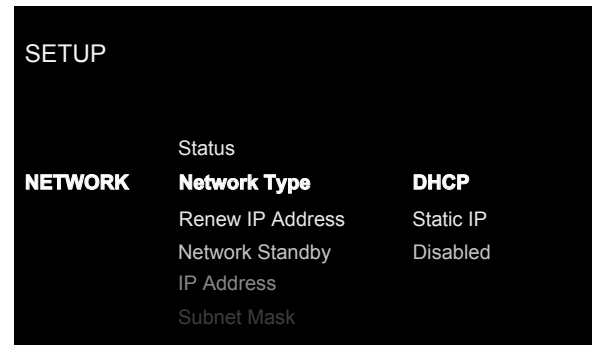 SETUP
Status
NETWORK Network Type DHCP
Renew IP Address Static IP
Network Standby Disabled
IP Address
Subnet Mask